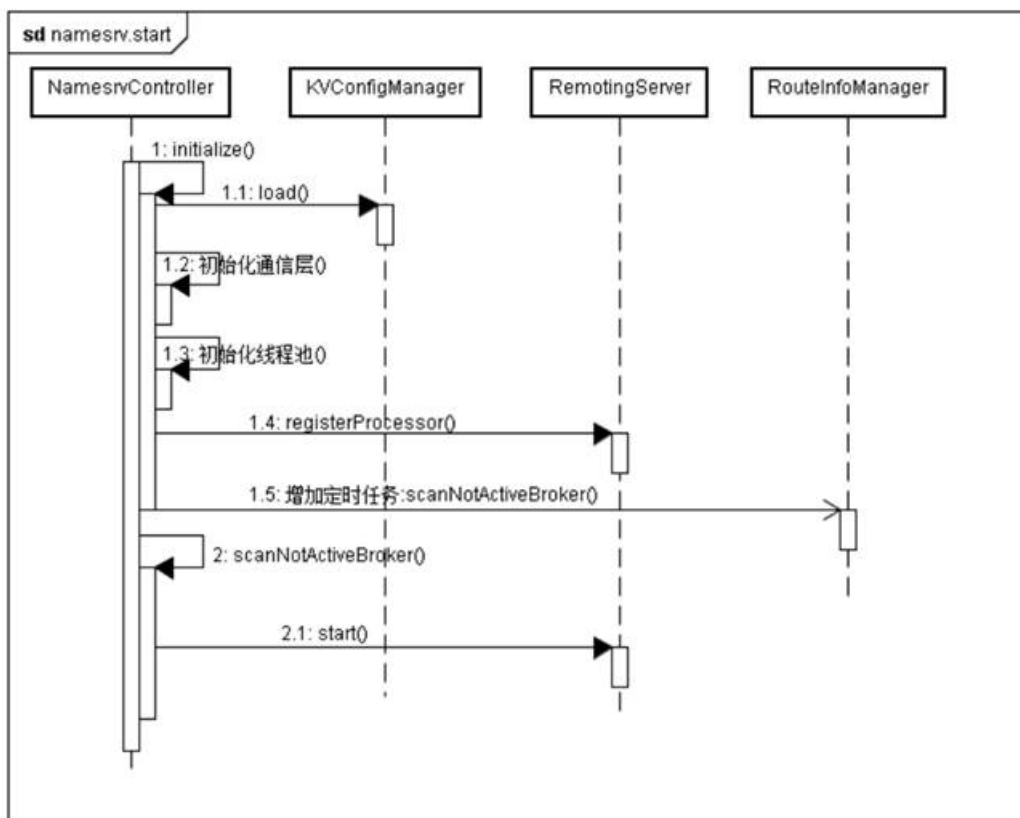 sd namesrv.start
NamesrvController
KVConfigManager
RemotingServer
RouteInfoManager
1: initialize()
1.1: load()
1.2: 初始化通信层()
1.3: 初始化线程池()
1.4: registerProcessor()
1.5: 增加定时任务:scanNotActiveBroker()
2: scanNotActiveBroker()
2.1: start()